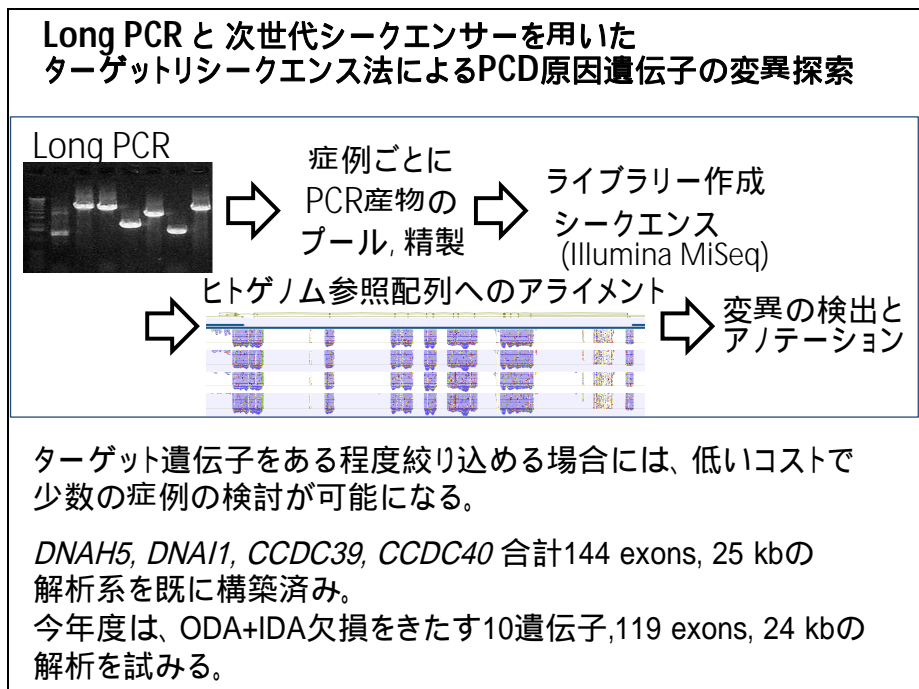 Long PCR と 次世代シークエンサーを用いた
ターゲットリシークエンス法によるPCD原因遺伝子の変異探索
Long PCR
症例ごとに
PCR産物の
プール, 精製
ライブラリー作成
シークエンス
(Illumina MiSeq)
ヒトゲノム参照配列へのアライメント
変異の検出と
アノテーション
ターゲット遺伝子をある程度絞り込める場合には、低いコストで
少数の症例の検討が可能になる。
DNAH5, DNAI1, CCDC39, CCDC40 合計144 exons, 25 kbの
解析系を既に構築済み。
今年度は、ODA+IDA欠損をきたす10遺伝子,119 exons, 24 kbの
解析を試みる。